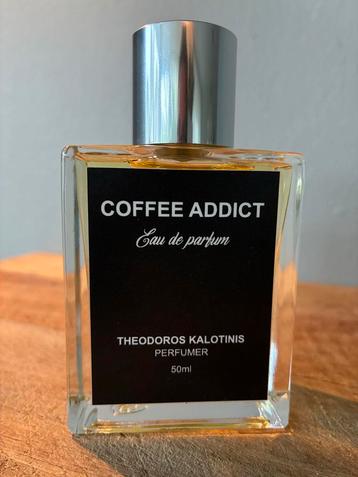 COFFEE ADDICT
Eau de parfum
THEODOROS KALOTINIS
PERFUMER
50ml